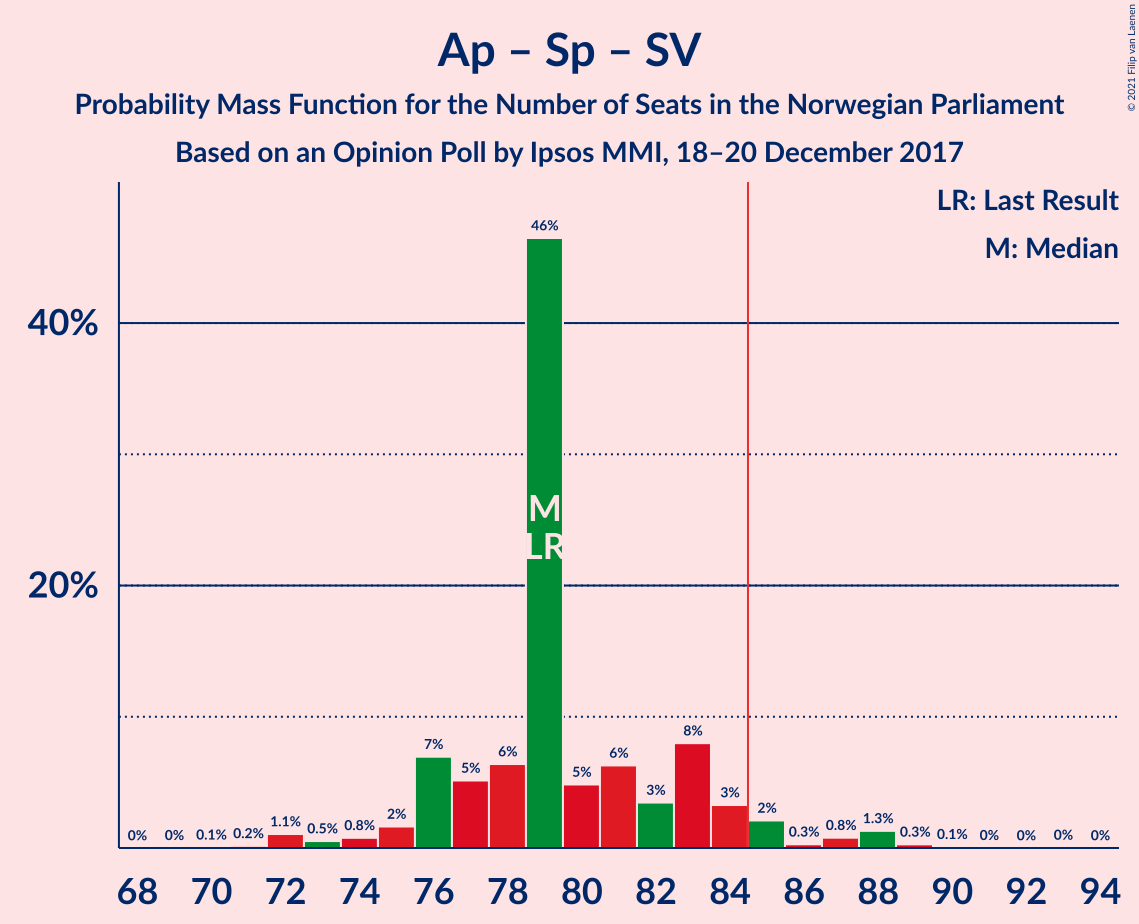 Ap – Sp – SV
Probability Mass Function for the Number of Seats in the Norwegian Parliament
Based on an Opinion Poll by Ipsos MMI, 18–20 December 2017
© 2021 Filip van Laenen
LR: Last Result
M: Median
46%
40%
M
LR
20%
0% 0% 0.1% 0.2% 1.1% 0.5% 0.8% 2% 7% 5% 6% 5% 6% 3% 8% 3% 2% 0.3% 0.8% 1.3% 0.3% 0.1% 0% 0% 0% 0%
68 70 72 74 76 78 80 82 84 86 88 90 92 94